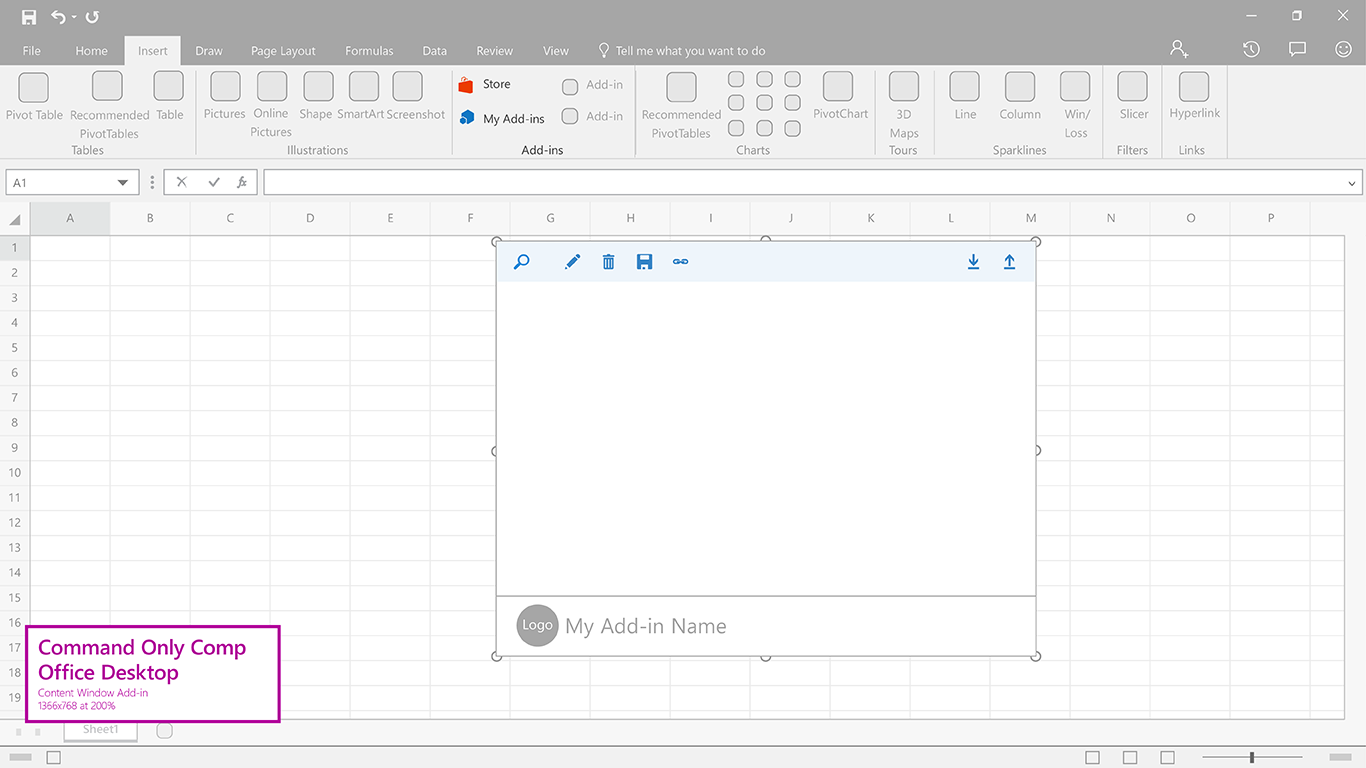 File Home Insert Draw Page Layout Formulas Data Review View Tell me what you want to do
Pivot Table
Recommended
PivotTables
Table
Tables
Pictures
Online
Pictures
Shape
SmartArt
Screenshot
Illustrations
Store
My Add-ins
Add-in
Add-in
Add-ins
Recommended
PivotTables
Charts
PivotChart
3D
Maps
Tours
Line
Column
Win/
Loss
Sparklines
Slicer
Filters
Hyperlink
Links
A1 fx
A B C D E F G H I J K L M N O P
1
2
3
4
5
6
7
8
9
10
11
12
13
14
15
16
17
18
19
Logo My Add-in Name
Command Only Comp
Office Desktop
Content Window Add-in
1366x768 at 200%
Sheet1